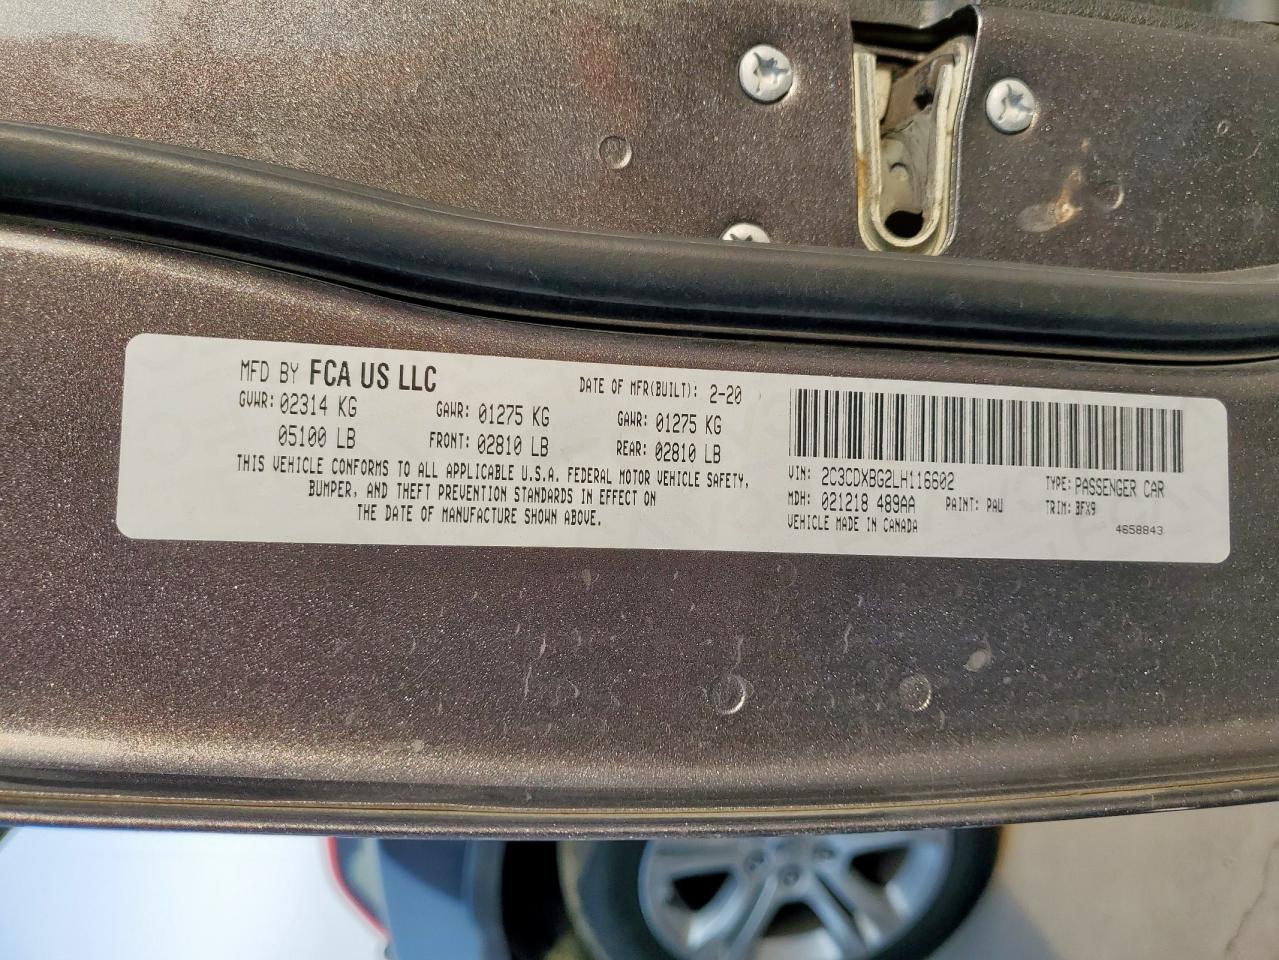 MFD BY FCA US LLC
DATE OF MFR(BUILT): 2-20
GVWR: 02314 KG
GAWR: 01275 KG
GAWR: 01275 KG
05100 LB
FRONT: 02810 LB
REAR: 02810 LB
THIS VEHICLE CONFORMS TO ALL APPLICABLE U.S.A. FEDERAL MOTOR VEHICLE SAFETY,
BUMPER, AND THEFT PREVENTION STANDARDS IN EFFECT ON
THE DATE OF MANUFACTURE SHOWN ABOVE.
VIN: 2C3CDXBG2LH116602
TYPE: PASSENGER CAR
MDH: 021218 489AA
PAINT: PAU
TRIM: BFX9
VEHICLE MADE IN CANADA
4658843